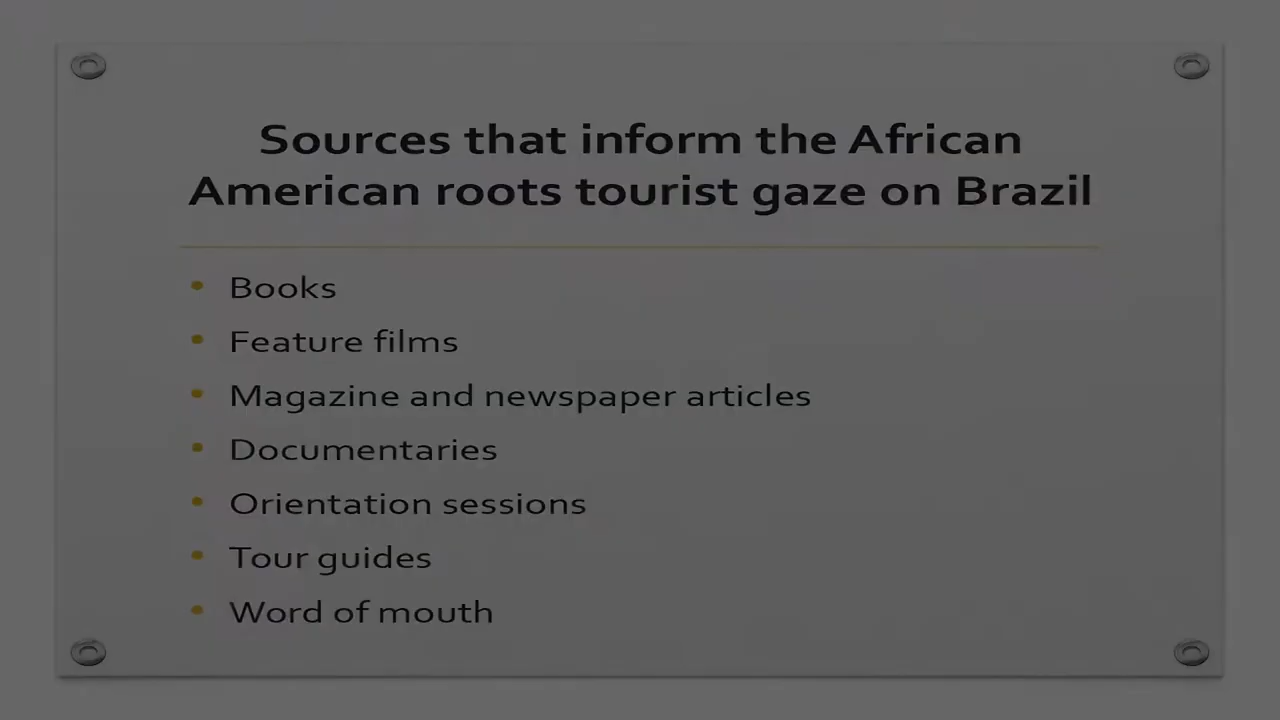 Sources that inform the African
American roots tourist gaze on Brazil
• Books
• Feature films
• Magazine and newspaper articles
• Documentaries
• Orientation sessions
• Tour guides
• Word of mouth